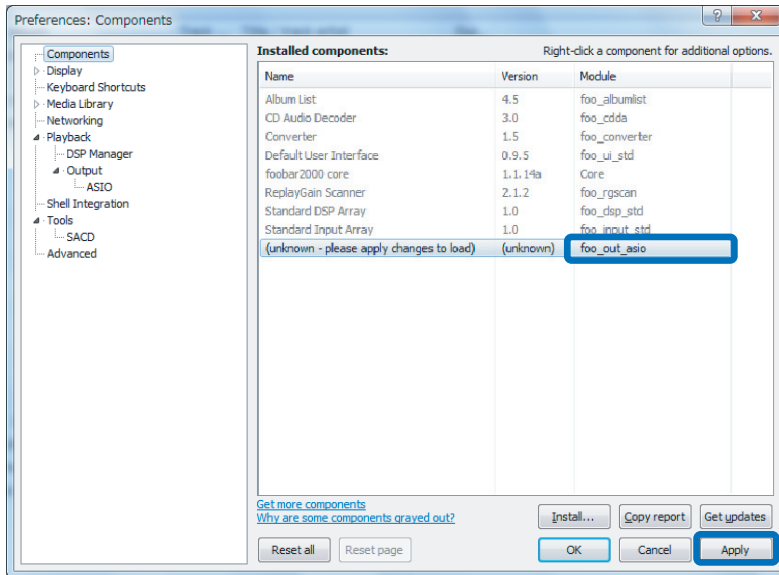 Preferences: Components
Components
Display
Keyboard Shortcuts
Media Library
Networking
Playback
DSP Manager
Output
ASIO
Shell Integration
Tools
SACD
Advanced
Installed components: Right-click a component for additional options.
Name Version Module
Album List 4.5 foo_albumlist
CD Audio Decoder 3.0 foo_cdda
Converter 1.5 foo_converter
Default User Interface 0.9.5 foo_ui_std
foobar2000 core 1.1.14a Core
ReplayGain Scanner 2.1.2 foo_rgscan
Standard DSP Array 1.0 foo_dsp_std
Standard Input Array 1.0 foo_input_std
(unknown - please apply changes to load) (unknown) foo_out_asio
Get more components
Why are some components grayed out?
Install... Copy report Get updates
Reset all Reset page OK Cancel Apply